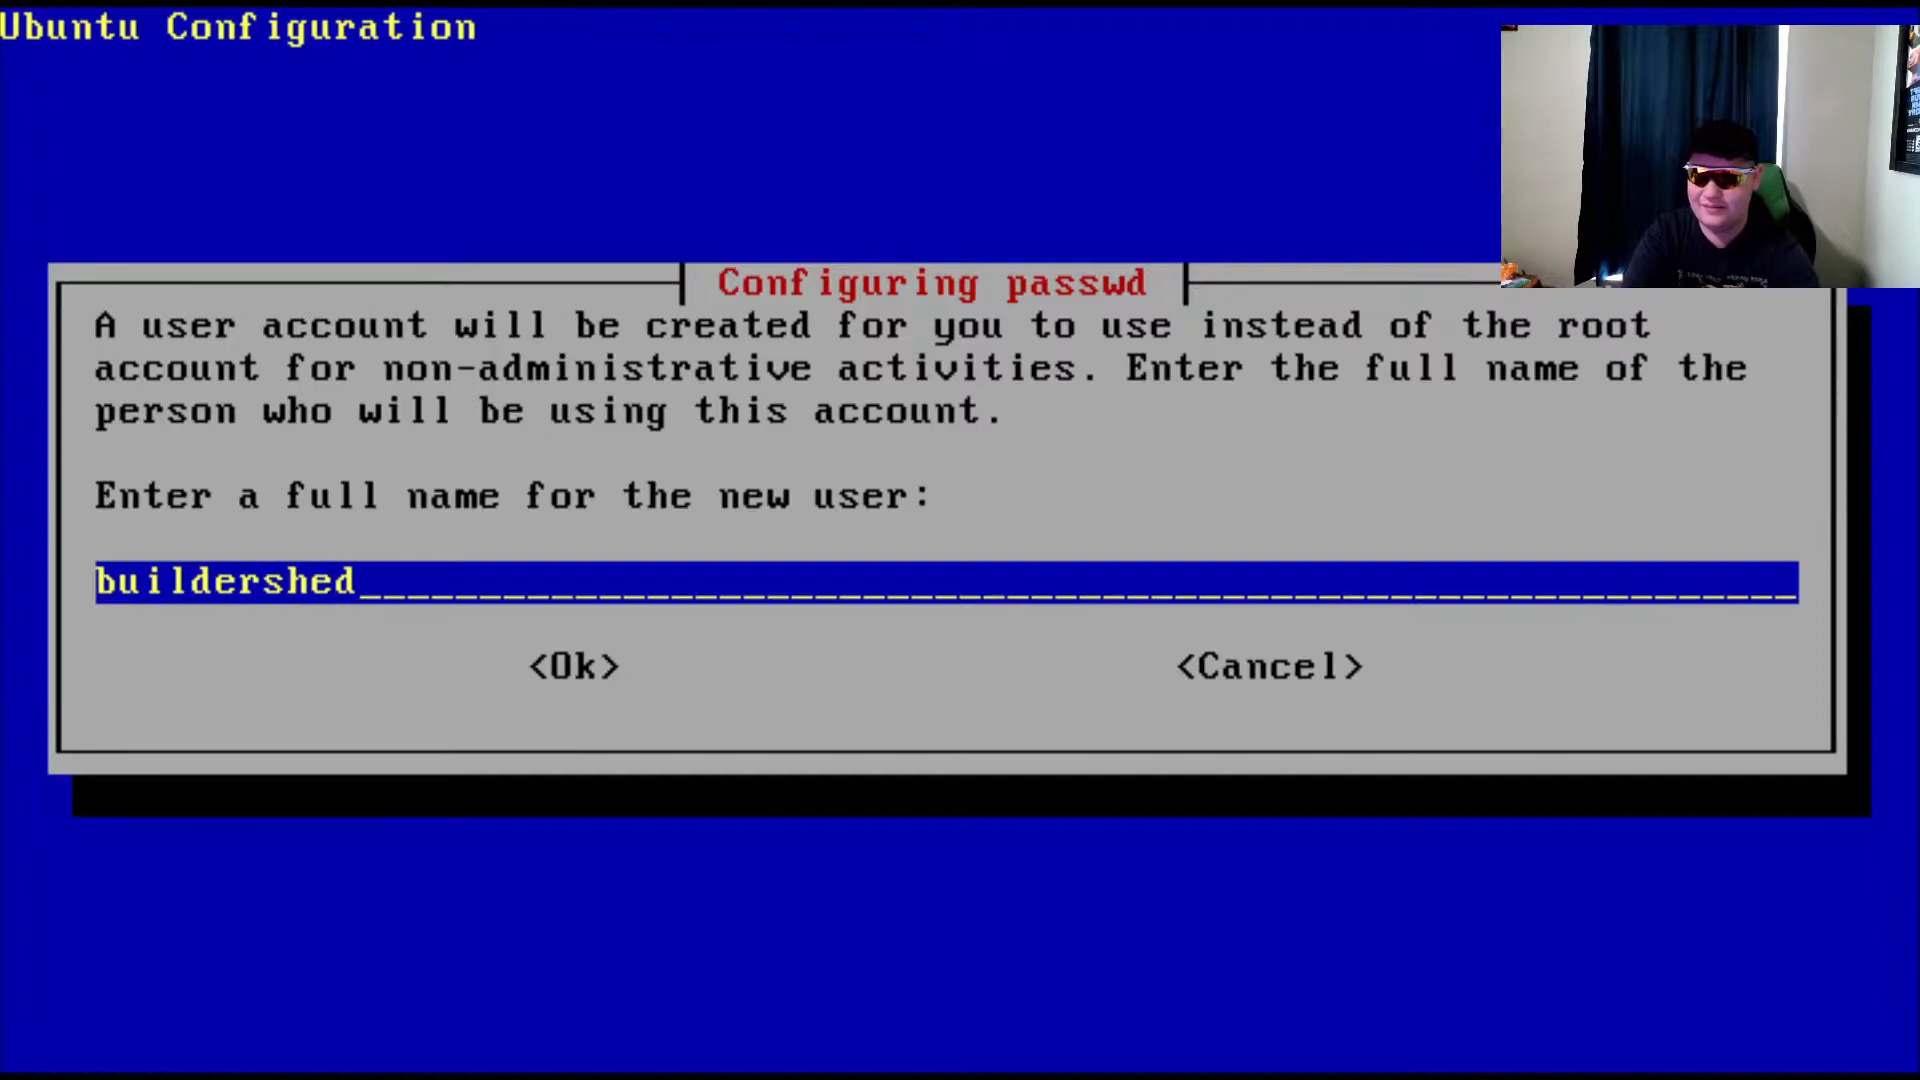 Ubuntu Configuration
Configuring passwd
A user account will be created for you to use instead of the root
account for non-administrative activities. Enter the full name of the
person who will be using this account.
Enter a full name for the new user:
buildershed
<Ok>
<Cancel>